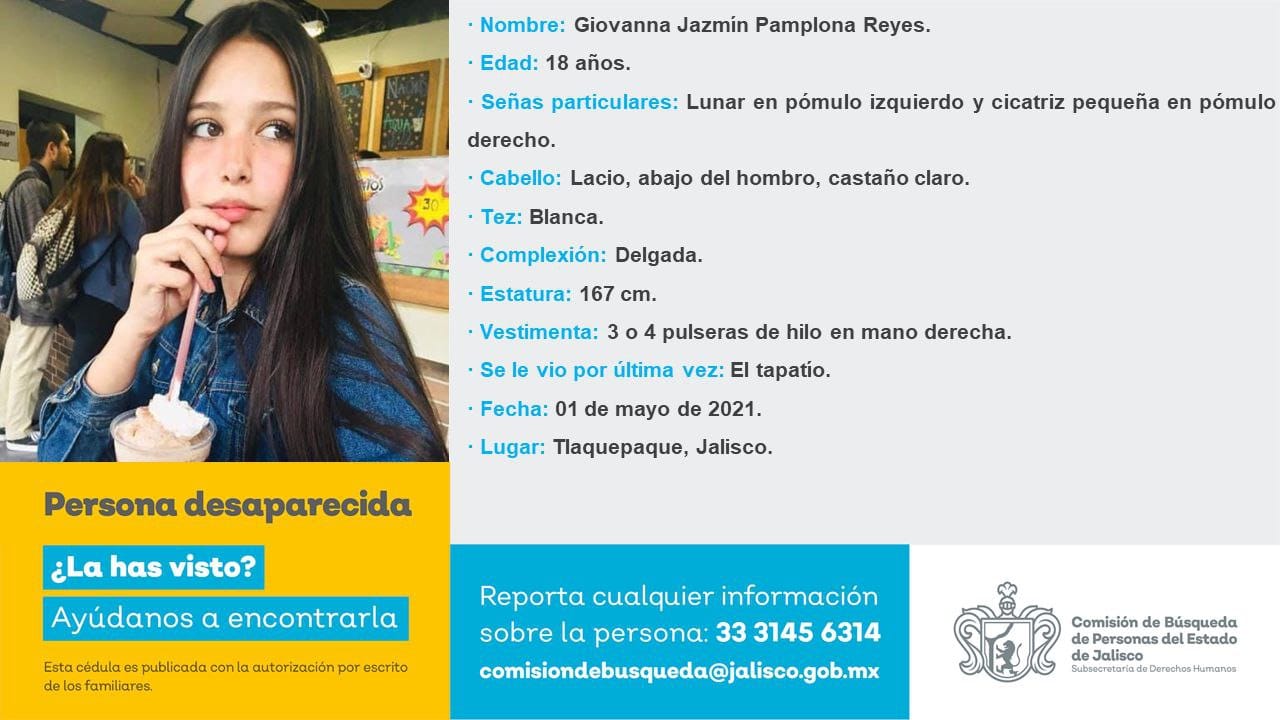 · Nombre: Giovanna Jazmín Pamplona Reyes.
· Edad: 18 años.
· Señas particulares: Lunar en pómulo izquierdo y cicatriz pequeña en pómulo
derecho.
· Cabello: Lacio, abajo del hombro, castaño claro.
· Tez: Blanca.
· Complexión: Delgada.
· Estatura: 167 cm.
· Vestimenta: 3 o 4 pulseras de hilo en mano derecha.
· Se le vio por última vez: El tapatío.
· Fecha: 01 de mayo de 2021.
· Lugar: Tlaquepaque, Jalisco.
30
Persona desaparecida
¿La has visto?
Ayúdanos a encontrarla
Esta cédula es publicada con la autorización por escrito
de los familiares.
Reporta cualquier información
sobre la persona: 33 3145 6314
comisiondebusqueda@jalisco.gob.mx
Comisión de Búsqueda
de Personas del Estado
de Jalisco
Subsecretaría de Derechos Humanos